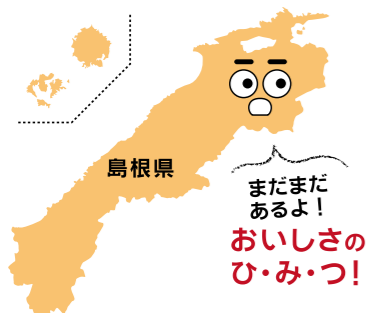 島根県
まだまだ
あるよ！
おいしさの
ひ・み・つ！